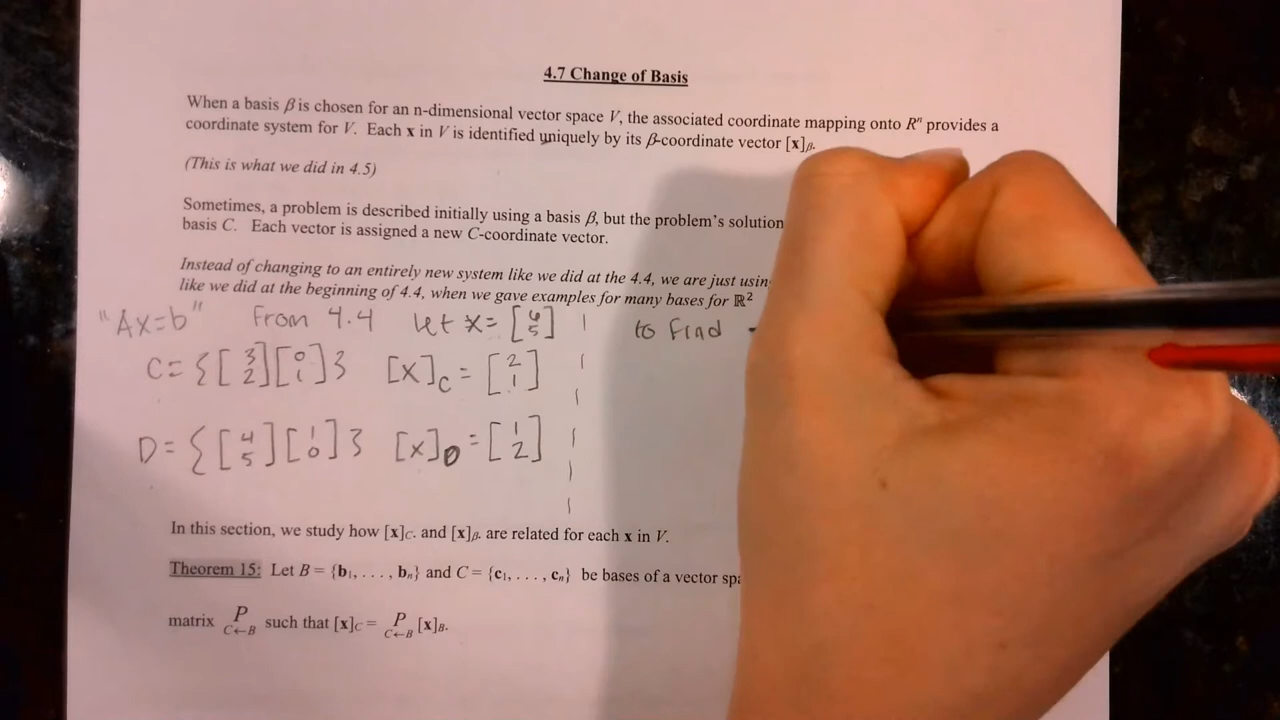 4.7 Change of Basis
When a basis β is chosen for an n-dimensional vector space V, the associated coordinate mapping onto Rⁿ provides a
coordinate system for V. Each x in V is identified uniquely by its β-coordinate vector [x]β.
(This is what we did in 4.5)
Sometimes, a problem is described initially using a basis β, but the problem's solution
basis C. Each vector is assigned a new C-coordinate vector.
Instead of changing to an entirely new system like we did at the 4.4, we are just usin
like we did at the beginning of 4.4, when we gave examples for many bases for ℝ²
"Ax=b" From 4.4 let x = [6 5] to find
C = {[3 2][0 1]} [x]C = [2 1]
D = {[4 5][1 0]} [x]D = [1 2]
In this section, we study how [x]C. and [x]β. are related for each x in V.
Theorem 15: Let B = {b₁, . . . , bₙ} and C = {c₁, . . . , cₙ} be bases of a vector spa
matrix P C←B such that [x]C = P C←B [x]B.